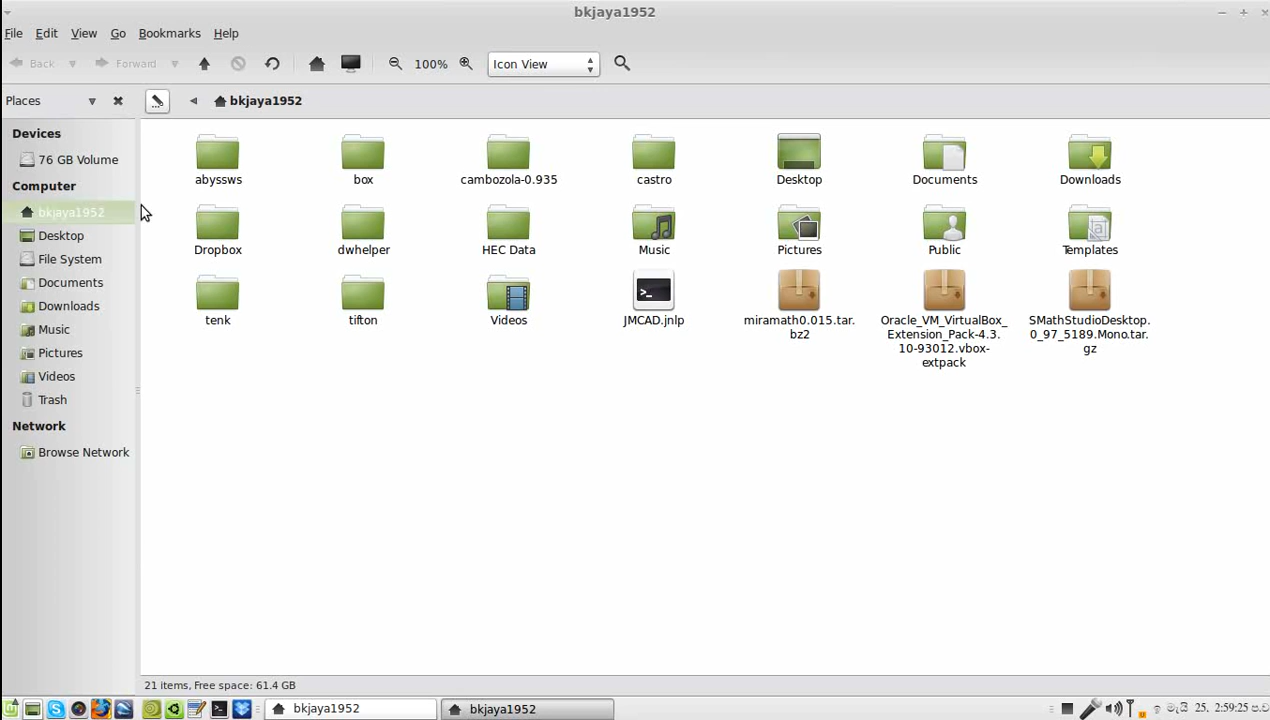 bkjaya1952
File Edit View Go Bookmarks Help
Back Forward 100% Icon View
Places bkjaya1952
Devices
76 GB Volume
Computer
bkjaya1952
Desktop
File System
Documents
Downloads
Music
Pictures
Videos
Trash
Network
Browse Network
abyssws box cambozola-0.935 castro Desktop Documents Downloads
Dropbox dwhelper HEC Data Music Pictures Public Templates
tenk tifton Videos JMCAD.jnlp
miramath0.015.tar.
bz2
Oracle_VM_VirtualBox_
Extension_Pack-4.3.
10-93012.vbox-
extpack
SMathStudioDesktop.
0_97_5189.Mono.tar.
gz
21 items, Free space: 61.4 GB
bkjaya1952 bkjaya1952 ඉ මැයි 25, 2:59:25 ප.ව